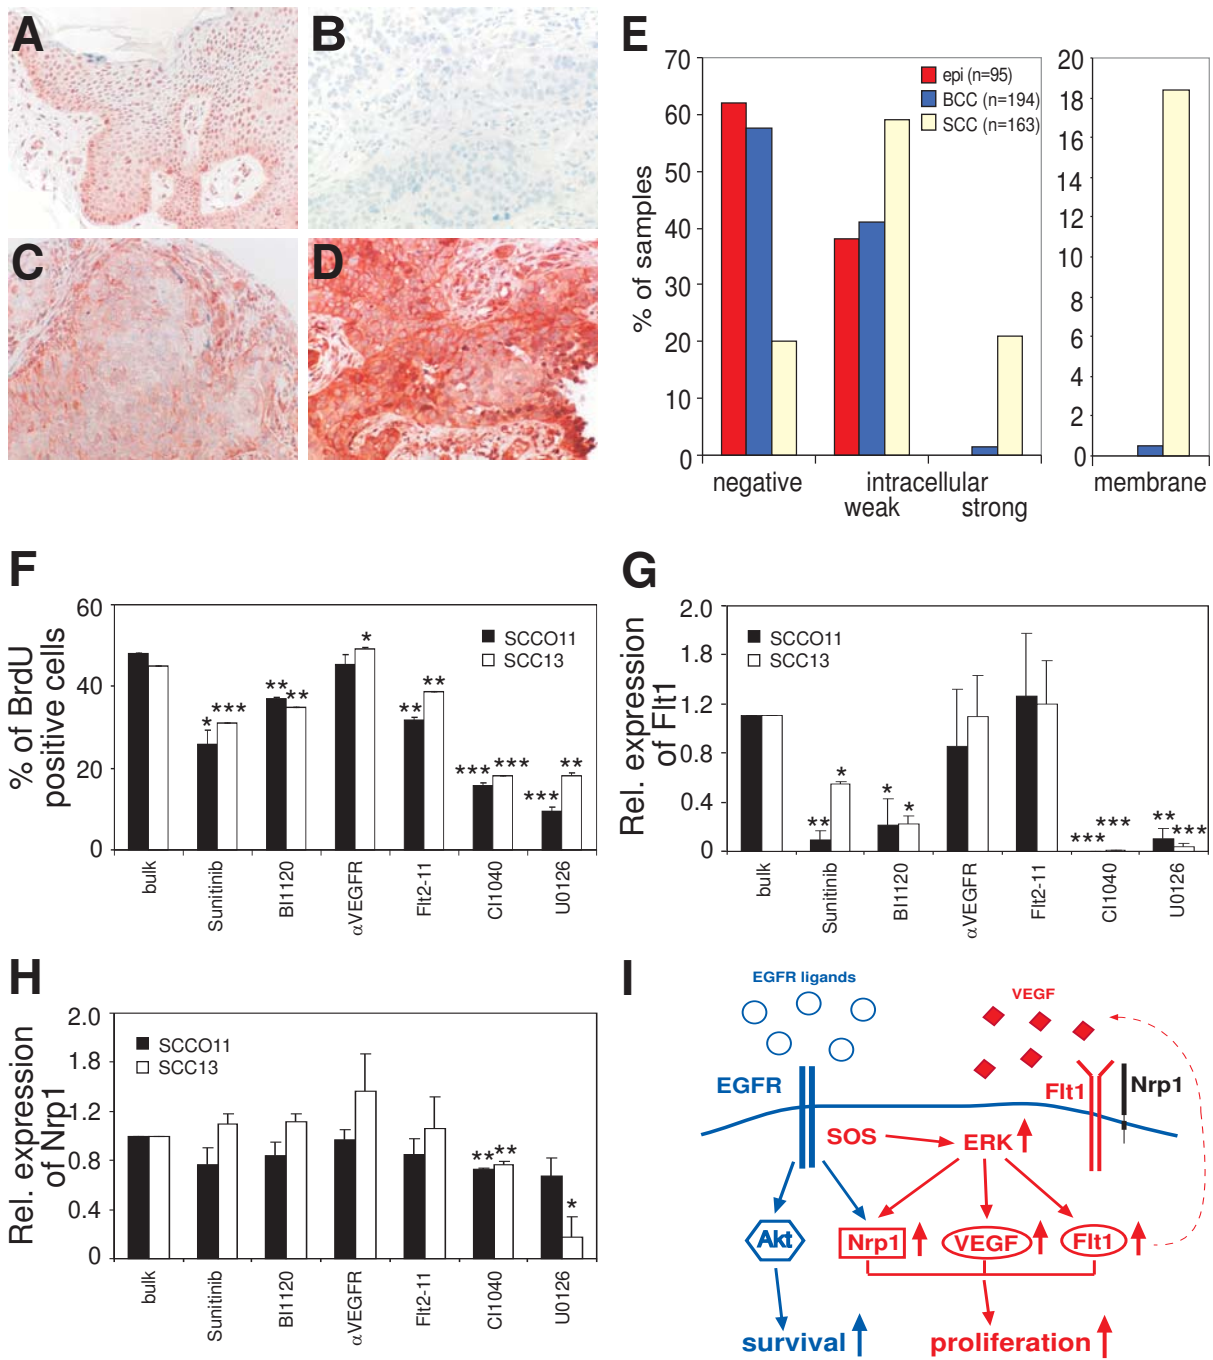 A
B
C
D
E
% of samples
70
60
50
40
30
20
10
0
epi (n=95)
BCC (n=194)
SCC (n=163)
negative
intracellular
weak
strong
20
18
16
14
12
10
8
6
4
2
0
membrane
F
% of BrdU
positive cells
60
40
20
0
SCCO11
SCC13
* *** ** ** * ** ** *** *** *** **
bulk
Sunitinib
BI1120
αVEGFR
Flt2-11
CI1040
U0126
G
Rel. expression
of Flt1
2.0
1.8
1.2
0.8
0.4
0
SCCO11
SCC13
** * * * *** *** ** ***
bulk
Sunitinib
BI1120
αVEGFR
Flt2-11
CI1040
U0126
H
Rel. expression
of Nrp1
2.0
1.8
1.2
0.8
0.4
0
SCCO11
SCC13
** ** *
bulk
Sunitinib
BI1120
αVEGFR
Flt2-11
CI1040
U0126
I
EGFR ligands
VEGF
EGFR
Flt1
Nrp1
SOS
ERK
Akt
Nrp1
VEGF
Flt1
survival
proliferation